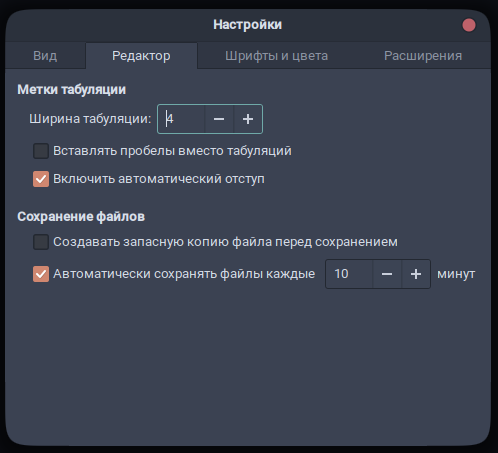 Настройки
Вид Редактор Шрифты и цвета Расширения
Метки табуляции
Ширина табуляции: 4 − +
Вставлять пробелы вместо табуляций
Включить автоматический отступ
Сохранение файлов
Создавать запасную копию файла перед сохранением
Автоматически сохранять файлы каждые 10 − + минут